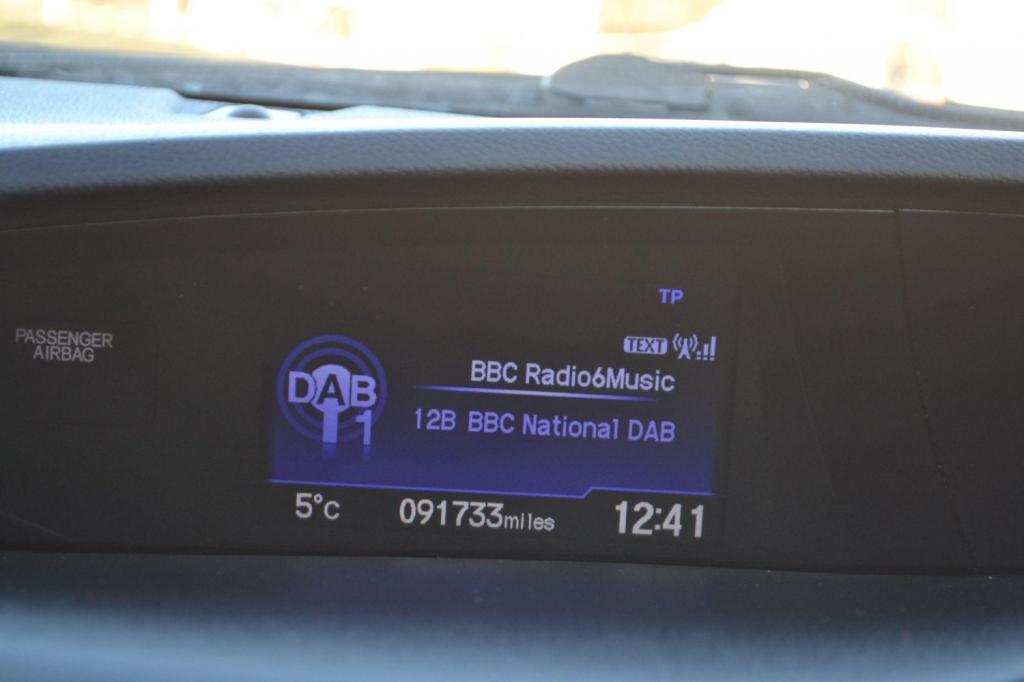 TP
PASSENGER
AIRBAG
TEXT
DAB
1
BBC Radio6Music
12B BBC National DAB
5°C 091733miles 12:41